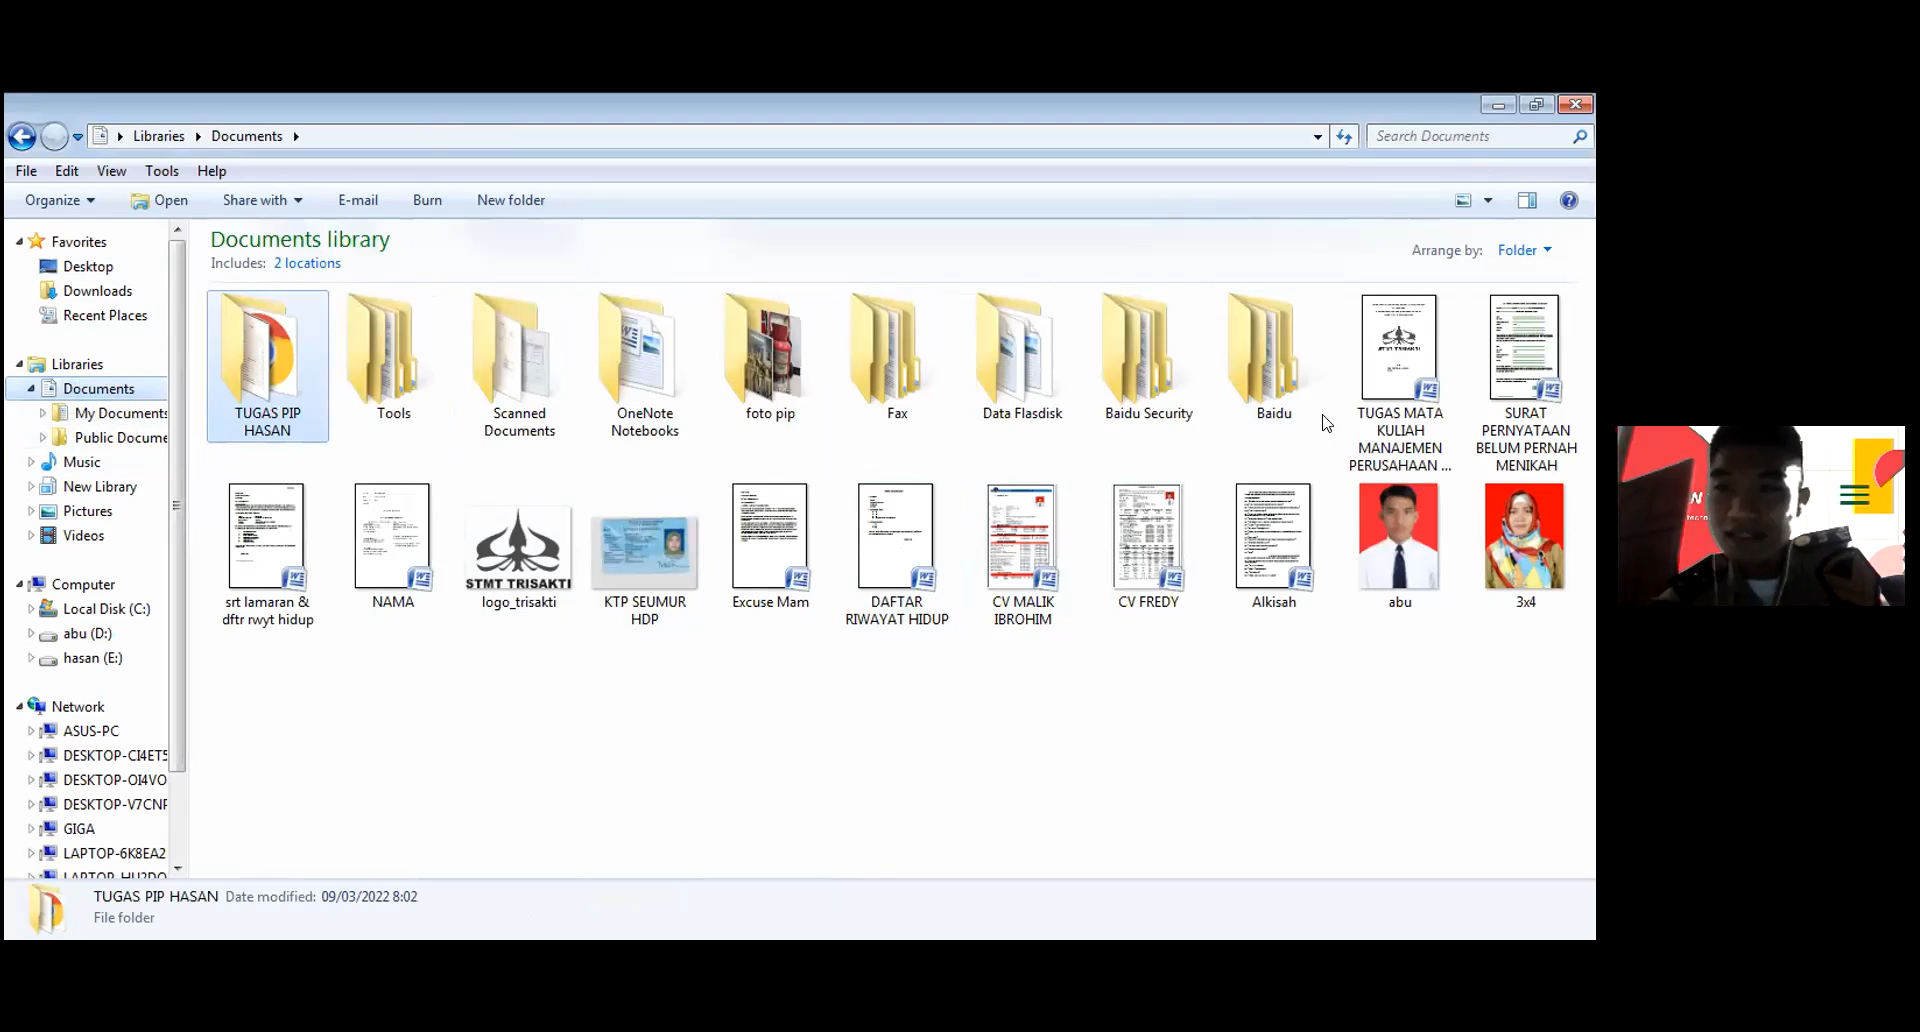 Libraries
Documents
Search Documents
File Edit View Tools Help
Organize Open Share with E-mail Burn New folder
Favorites
Desktop
Downloads
Recent Places
Libraries
Documents
My Documents
Public Docume
Music
New Library
Pictures
Videos
Computer
Local Disk (C:)
abu (D:)
hasan (E:)
Network
ASUS-PC
DESKTOP-CI4ET5
DESKTOP-OI4VO
DESKTOP-V7CNF
GIGA
LAPTOP-6K8EA2
Documents library
Includes: 2 locations
Arrange by: Folder
TUGAS PIP
HASAN
Tools
Scanned
Documents
OneNote
Notebooks
foto pip
Fax
Data Flasdisk
Baidu Security
Baidu
TUGAS MATA
KULIAH
MANAJEMEN
PERUSAHAAN ...
SURAT
PERNYATAAN
BELUM PERNAH
MENIKAH
srt lamaran &
dftr rwyt hidup
NAMA
STMT TRISAKTI
logo_trisakti
KTP SEUMUR
HDP
Excuse Mam
DAFTAR
RIWAYAT HIDUP
CV MALIK
IBROHIM
CV FREDY
Alkisah
abu
3x4
TUGAS PIP HASAN Date modified: 09/03/2022 8:02
File folder